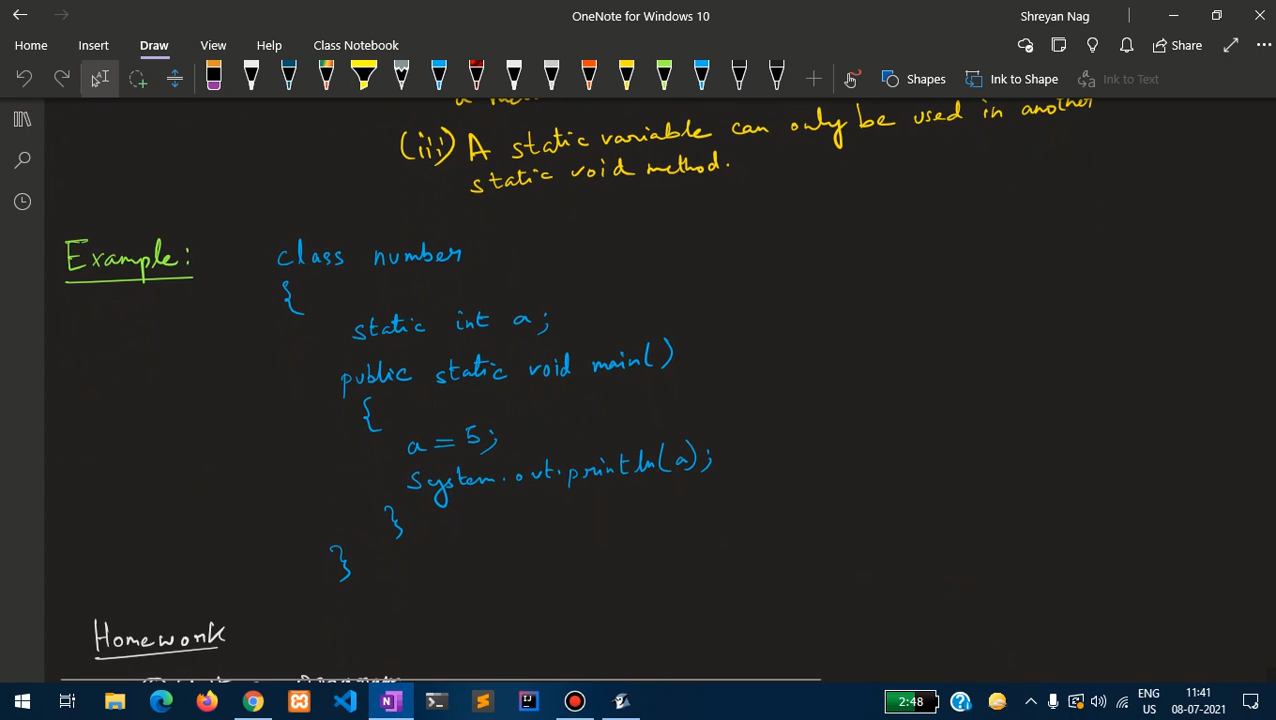 OneNote for Windows 10
Shreyan Nag
Home Insert Draw View Help Class Notebook
Share
Shapes Ink to Shape Ink to Text
(iii) A static variable can only be used in another
static void method.
Example: class number
{
static int a;
public static void main()
{
a = 5;
System.out.println(a);
}
}
Homework
2:48
ENG
US
11:41
08-07-2021